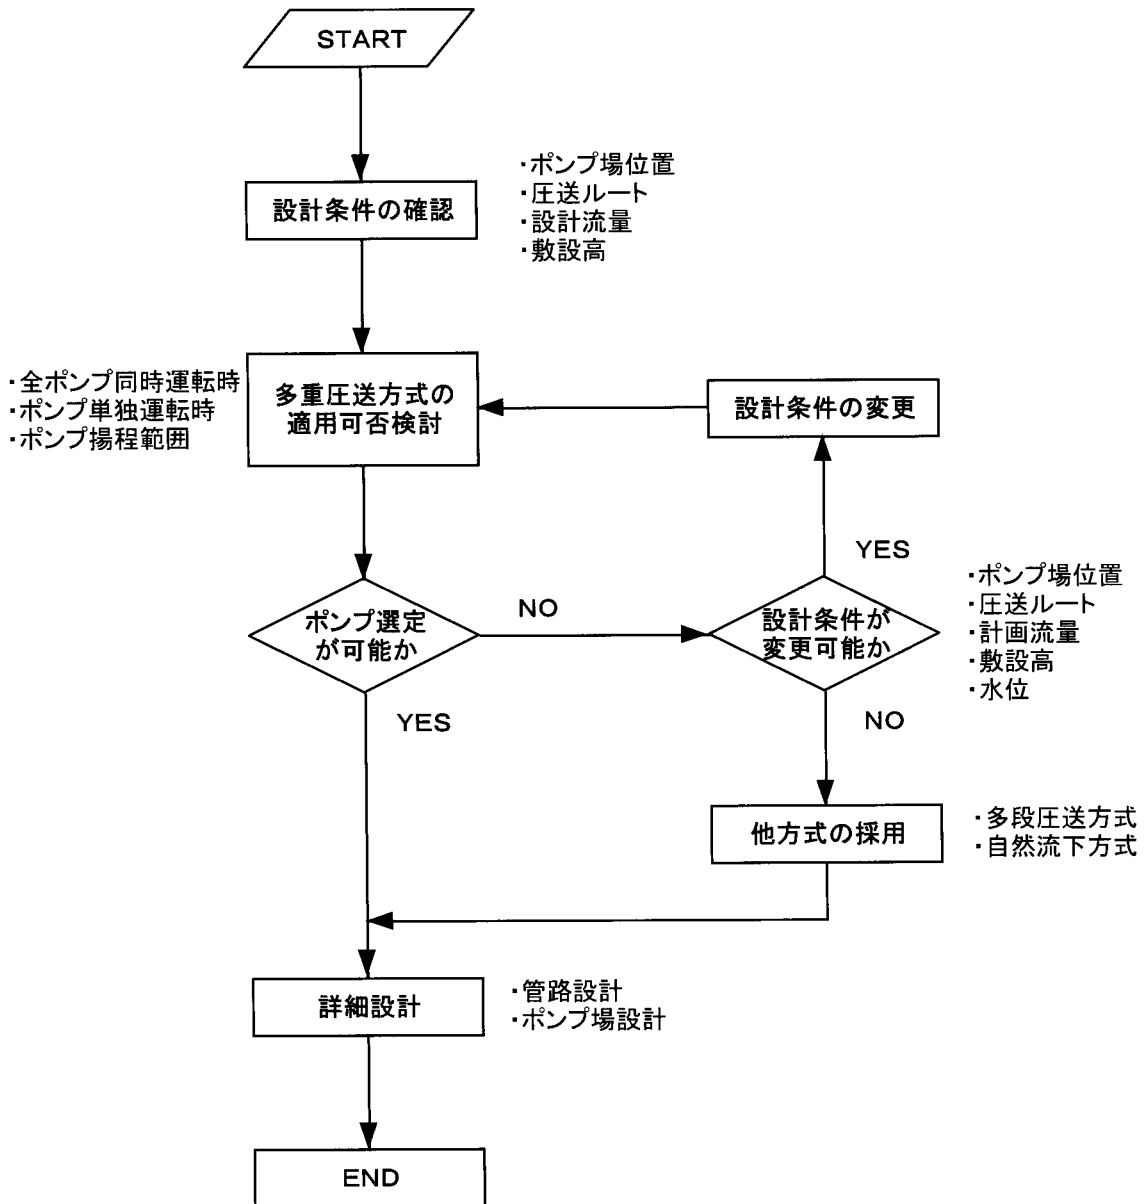 START
設計条件の確認
・ポンプ場位置
・圧送ルート
・設計流量
・敷設高
・全ポンプ同時運転時
・ポンプ単独運転時
・ポンプ揚程範囲
多重圧送方式の
適用可否検討
設計条件の変更
YES
ポンプ選定
が可能か
NO
設計条件が
変更可能か
・ポンプ場位置
・圧送ルート
・計画流量
・敷設高
・水位
YES
NO
他方式の採用
・多段圧送方式
・自然流下方式
詳細設計
・管路設計
・ポンプ場設計
END